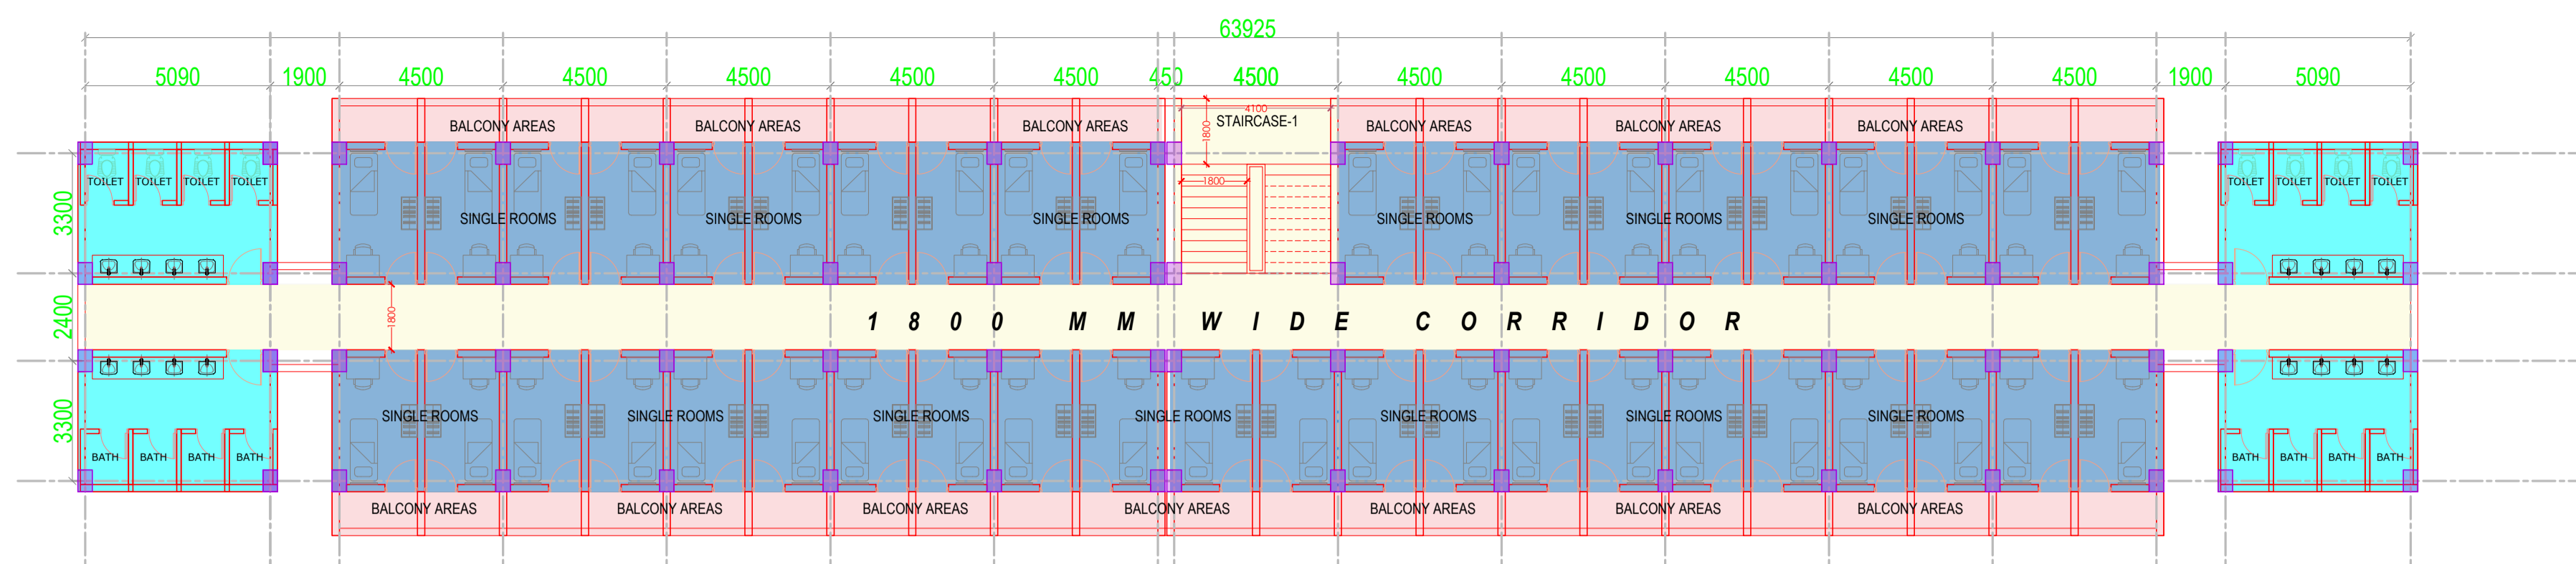 63925
5090 1900 4500 4500 4500 4500 4500 450 4500 4500 4500 4500 4500 4500 1900 5090
4100
BALCONY AREAS BALCONY AREAS BALCONY AREAS 1800 STAIRCASE-1 BALCONY AREAS BALCONY AREAS BALCONY AREAS
TOILET TOILET TOILET TOILET 1800 TOILET TOILET TOILET TOILET
3300 SINGLE ROOMS SINGLE ROOMS SINGLE ROOMS SINGLE ROOMS SINGLE ROOMS SINGLE ROOMS
2400 1800 1800 MM WIDE CORRIDOR
3300 SINGLE ROOMS SINGLE ROOMS SINGLE ROOMS SINGLE ROOMS SINGLE ROOMS SINGLE ROOMS SINGLE ROOMS
BATH BATH BATH BATH BATH BATH BATH BATH
BALCONY AREAS BALCONY AREAS BALCONY AREAS BALCONY AREAS BALCONY AREAS BALCONY AREAS BALCONY AREAS